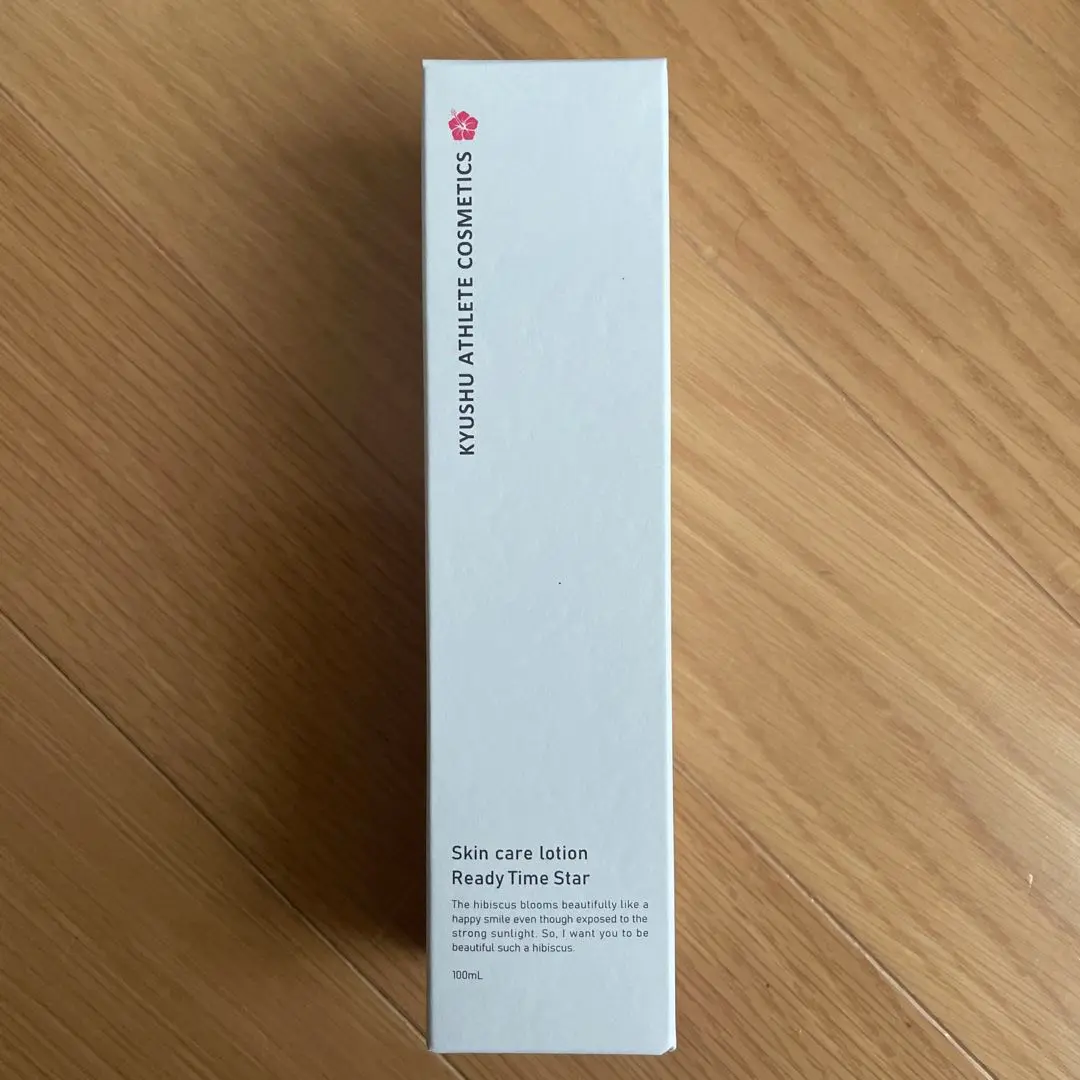 KYUSHU ATHLETE COSMETICS
Skin care lotion
Ready Time Star
The hibiscus blooms beautifully like a
happy smile even though exposed to the
strong sunlight. So, I want you to be
beautiful such a hibiscus.
100mL